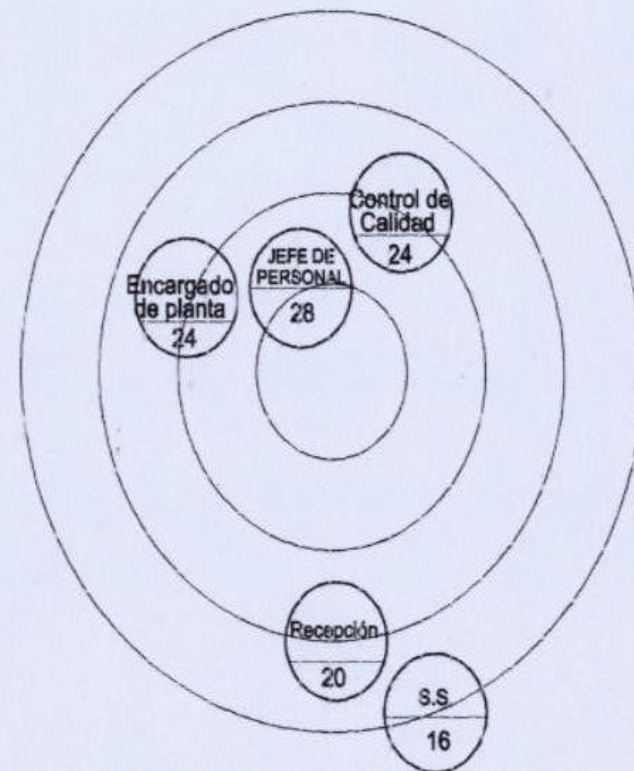 Control de
Calidad
24
JEFE DE
PERSONAL
28
Encargado
de planta
24
Recepción
20
S.S
16